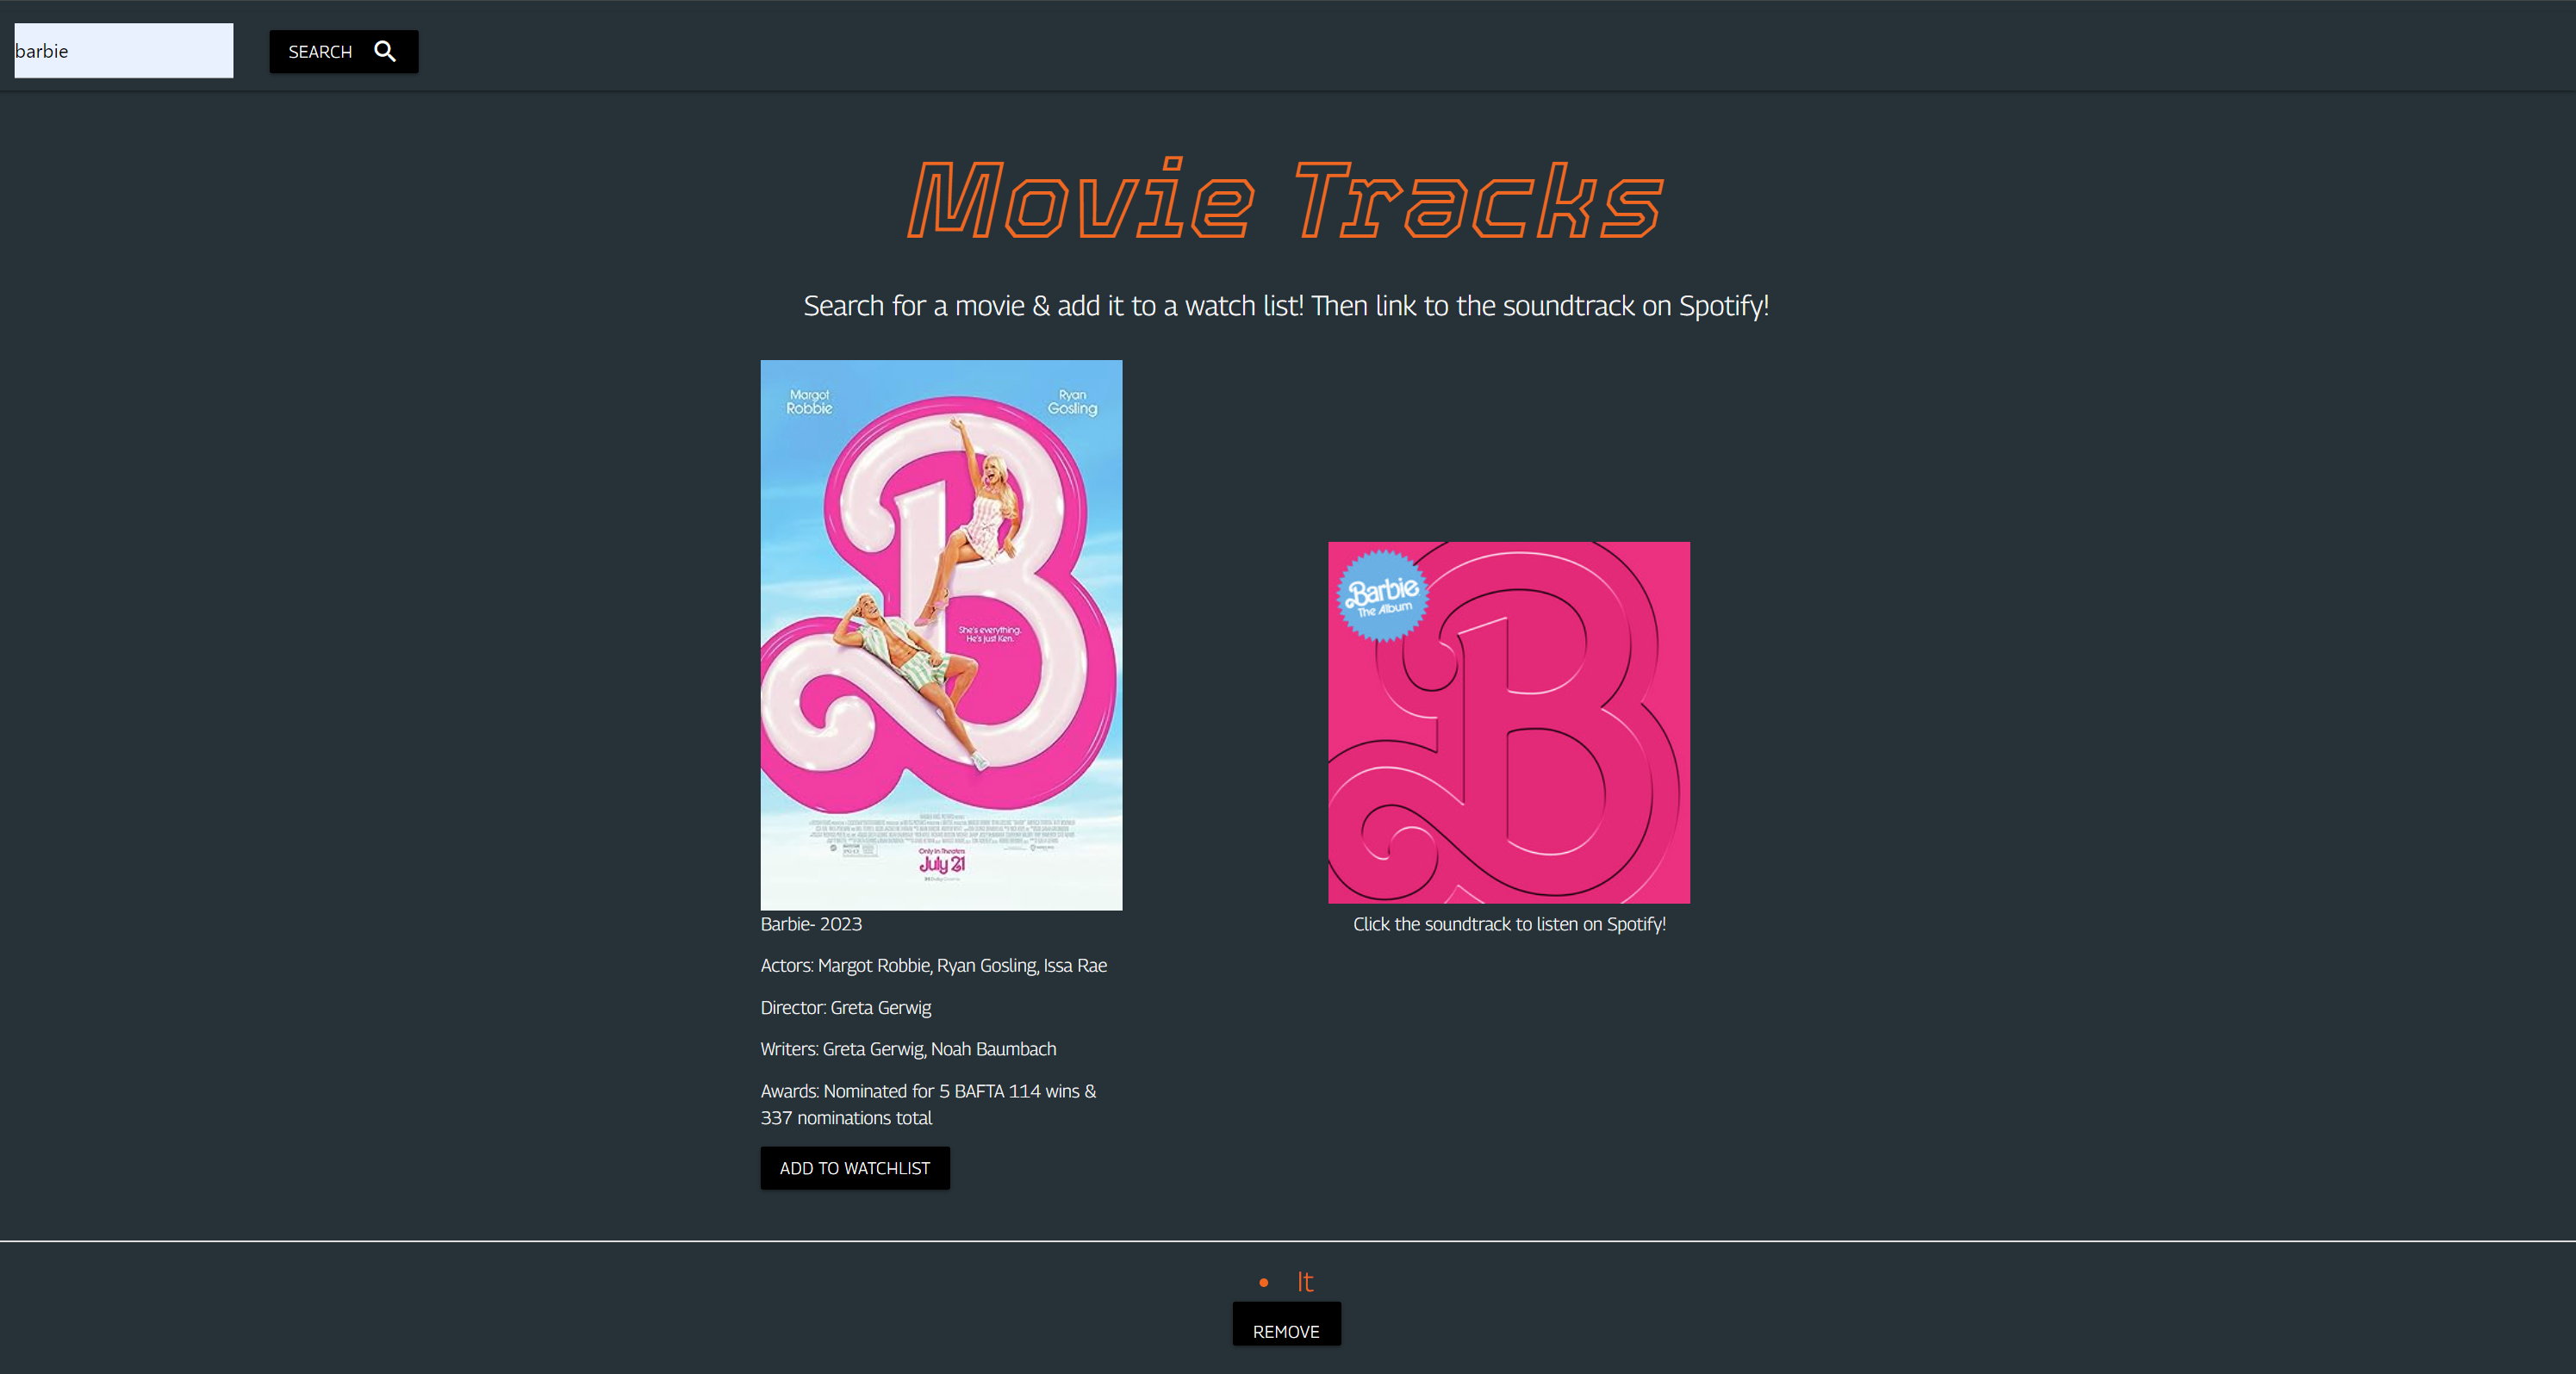 barbie
SEARCH
Movie Tracks
Search for a movie & add it to a watch list! Then link to the soundtrack on Spotify!
Margot
Robbie
Ryan
Gosling
She's everything.
He's just Ken.
Only in Theaters
July 21
Barbie
The Album
Barbie- 2023
Click the soundtrack to listen on Spotify!
Actors: Margot Robbie, Ryan Gosling, Issa Rae
Director: Greta Gerwig
Writers: Greta Gerwig, Noah Baumbach
Awards: Nominated for 5 BAFTA 114 wins &
337 nominations total
ADD TO WATCHLIST
• It
REMOVE